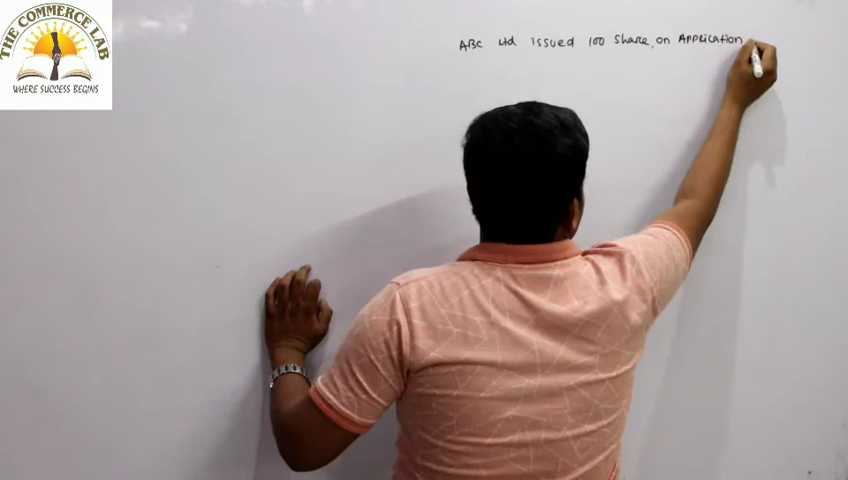 THE COMMERCE LAB
WHERE SUCCESS BEGINS
ABC Ltd issued 100 Share, on Application